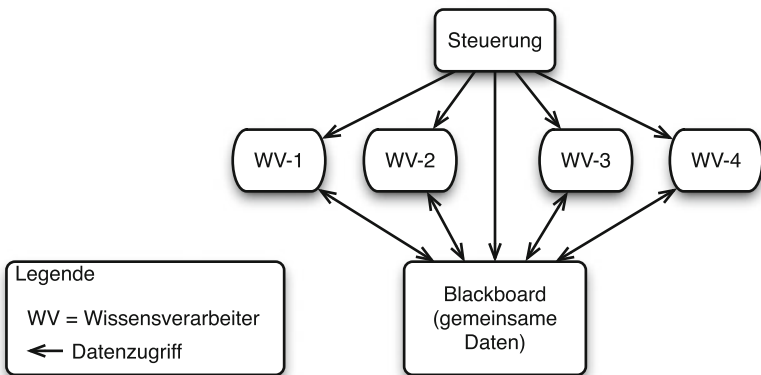 Steuerung
WV-1
WV-2
WV-3
WV-4
Legende
WV = Wissensverarbeiter
Datenzugriff
Blackboard
(gemeinsame
Daten)